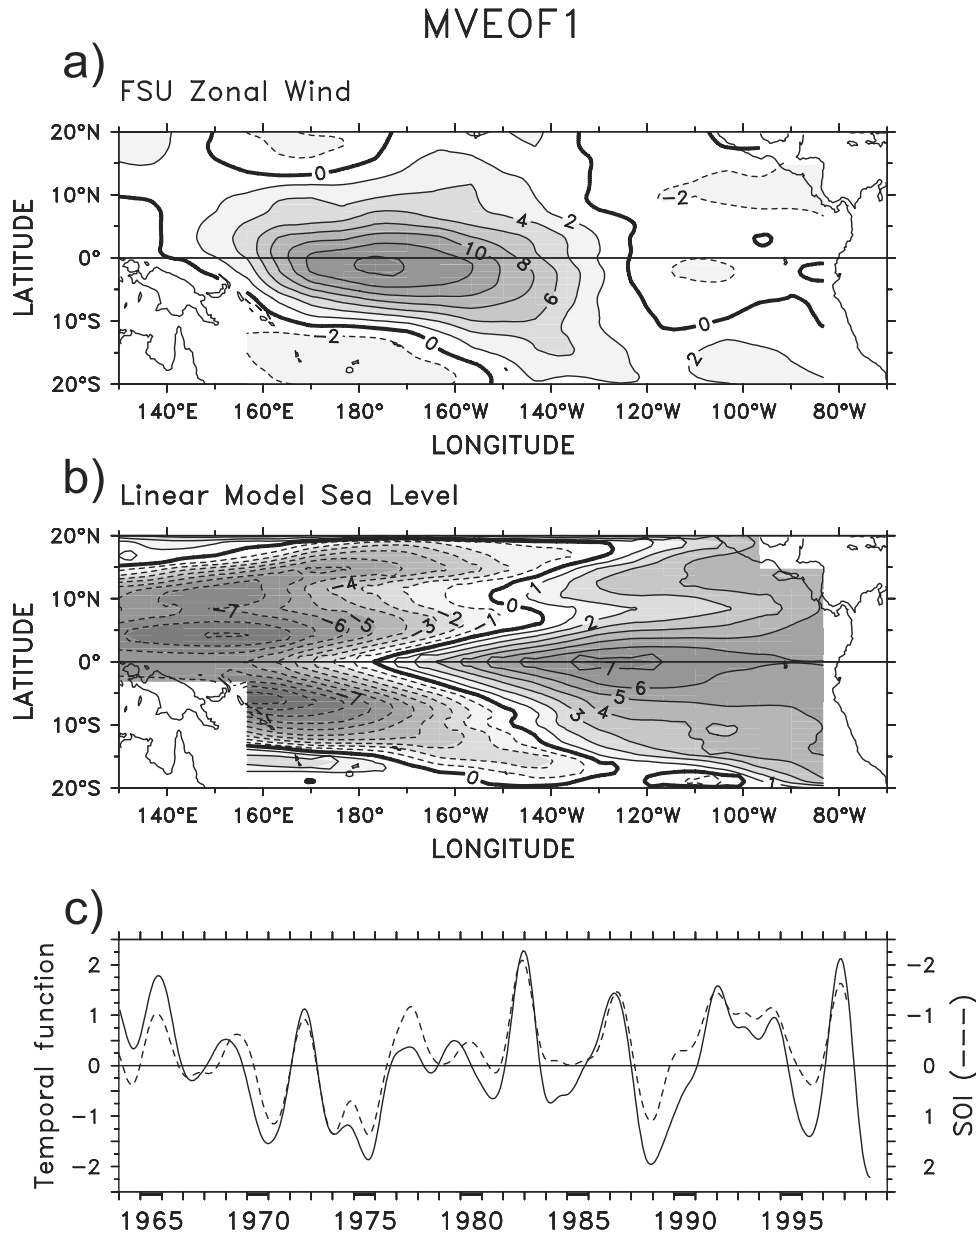 MVEOF1
a)
FSU Zonal Wind
20°N
10°N
0°
10°S
20°S
LATITUDE
0
4
2
−2
10
8
6
0
−2
0
2
140°E 160°E 180° 160°W 140°W 120°W 100°W 80°W
LONGITUDE
b)
Linear Model Sea Level
20°N
10°N
0°
10°S
20°S
LATITUDE
4
−7
−6
−5
−3
−2
−1
0
1
2
7
6
5
4
3
−7
0
1
140°E 160°E 180° 160°W 140°W 120°W 100°W 80°W
LONGITUDE
c)
Temporal function
2
1
0
−1
−2
−2
−1
0
1
2
SOI (−−−)
1965 1970 1975 1980 1985 1990 1995